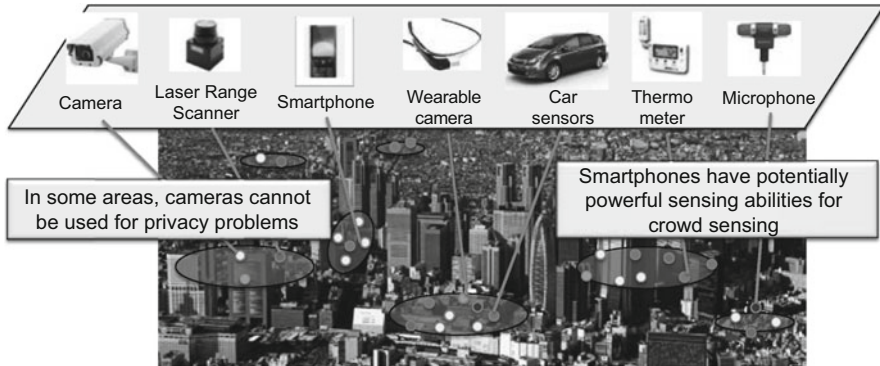 Camera
Laser Range
Scanner
Smartphone
Wearable
camera
Car
sensors
Thermo
meter
Microphone
In some areas, cameras cannot
be used for privacy problems
Smartphones have potentially
powerful sensing abilities for
crowd sensing